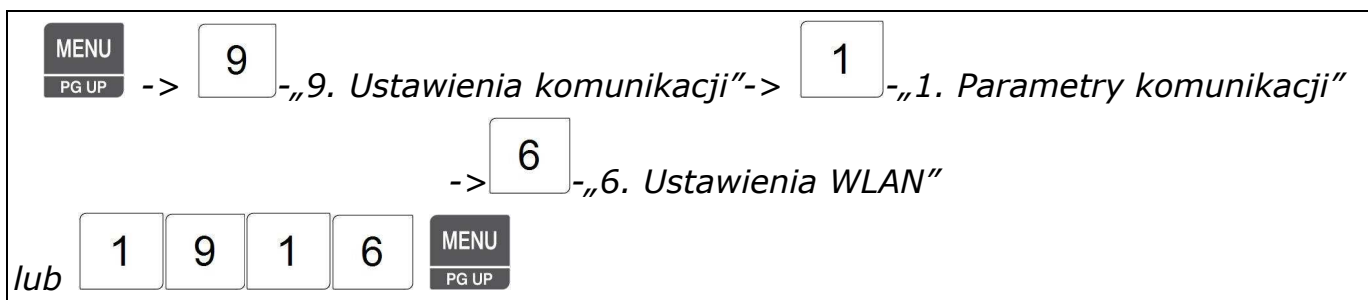 MENU PG UP -> 9 -„9. Ustawienia komunikacji”-> 1 -„1. Parametry komunikacji”
-> 6 -„6. Ustawienia WLAN”
lub 1 9 1 6 MENU PG UP